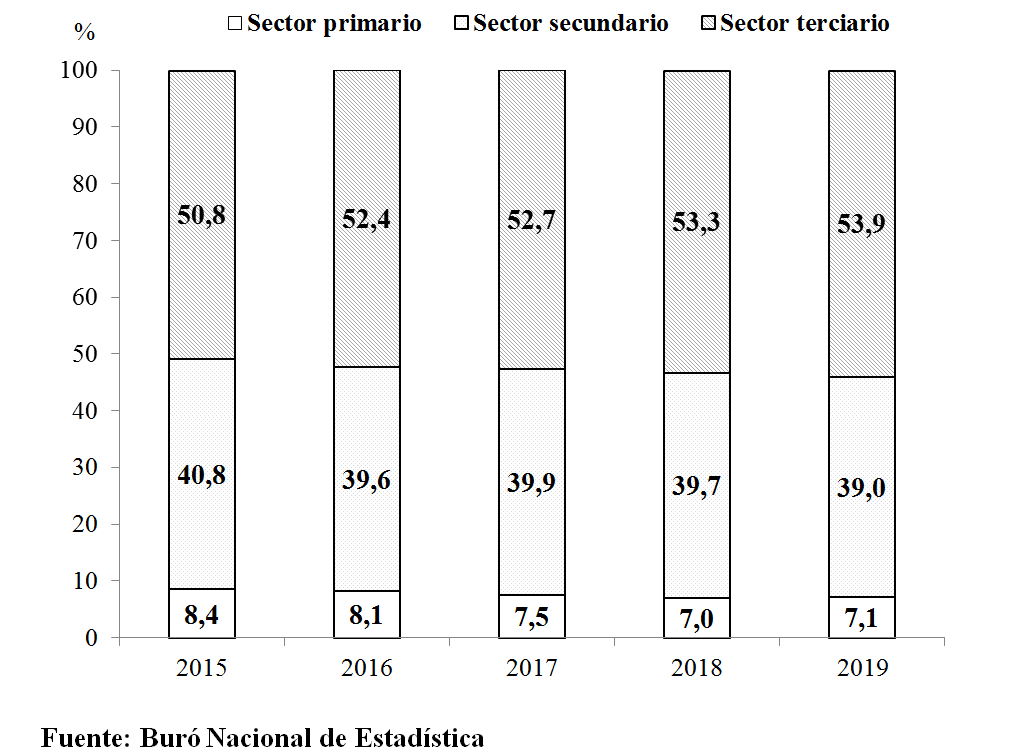 Sector primario Sector secundario Sector terciario
%
100
90
80
70
60
50
40
30
20
10
0
50,8 52,4 52,7 53,3 53,9
40,8 39,6 39,9 39,7 39,0
8,4 8,1 7,5 7,0 7,1
2015 2016 2017 2018 2019
Fuente: Buró Nacional de Estadística